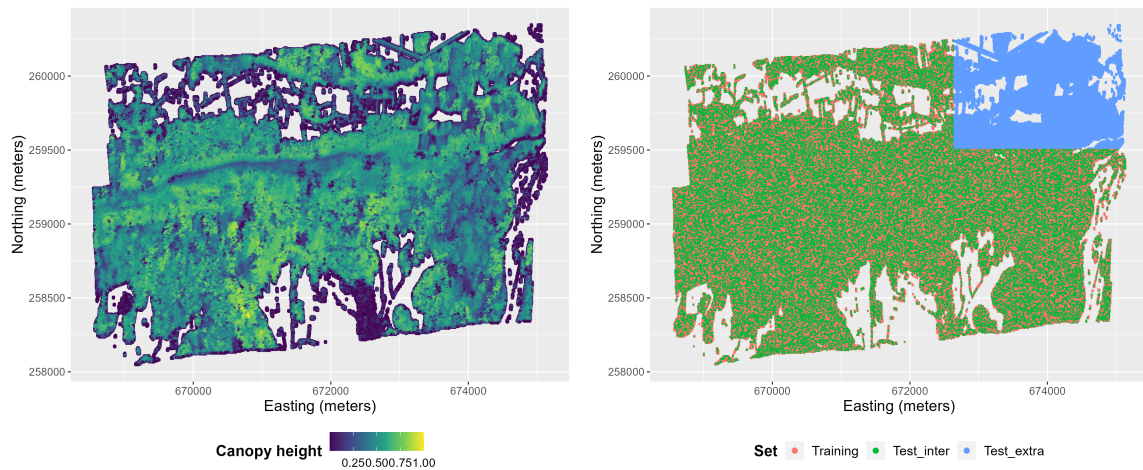 260000
259500
259000
258500
258000
Northing (meters)
670000 672000 674000
Easting (meters)
Canopy height
0.250.500.751.00
260000
259500
259000
258500
258000
Northing (meters)
670000 672000 674000
Easting (meters)
Set Training Test_inter Test_extra